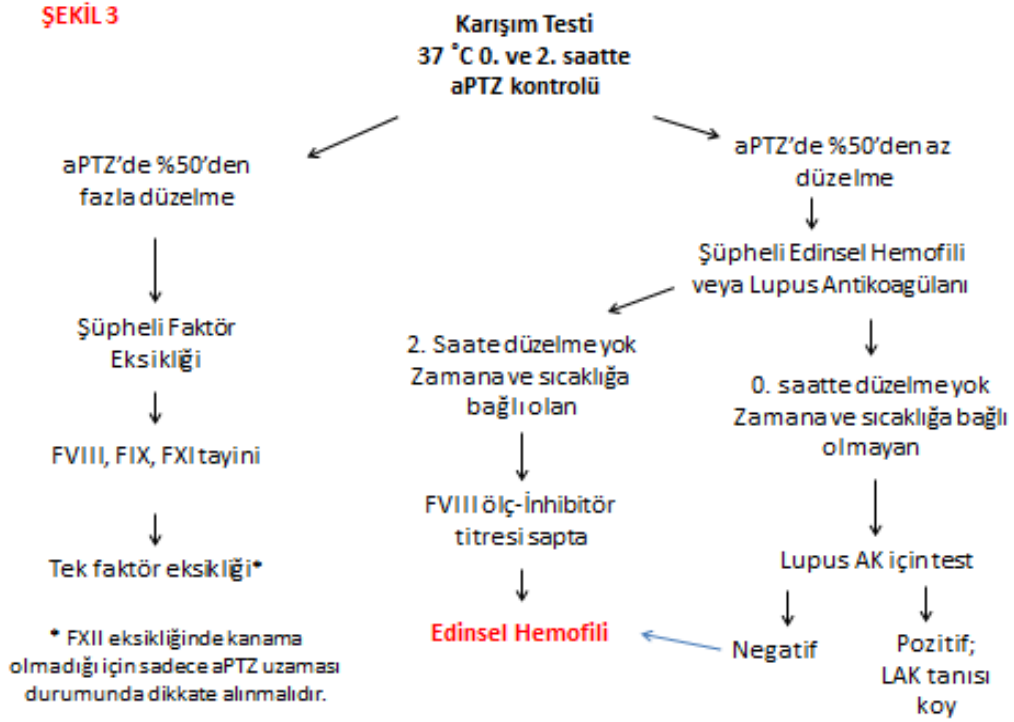 ŞEKİL 3
Karışım Testi
37 ˚C 0. ve 2. saatte
aPTZ kontrolü
aPTZ'de %50'den
fazla düzelme
aPTZ'de %50'den az
düzelme
Şüpheli Faktör
Eksikliği
Şüpheli Edinsel Hemofili
veya Lupus Antikoagülanı
FVIII, FIX, FXI tayini
2. Saate düzelme yok
Zamana ve sıcaklığa
bağlı olan
0. saatte düzelme yok
Zamana ve sıcaklığa bağlı
olmayan
Tek faktör eksikliği*
FVIII ölç-İnhibitör
titresi sapta
Lupus AK için test
Edinsel Hemofili
Negatif
Pozitif;
LAK tanısı
koy
* FXII eksikliğinde kanama
olmadığı için sadece aPTZ uzaması
durumunda dikkate alınmalıdır.